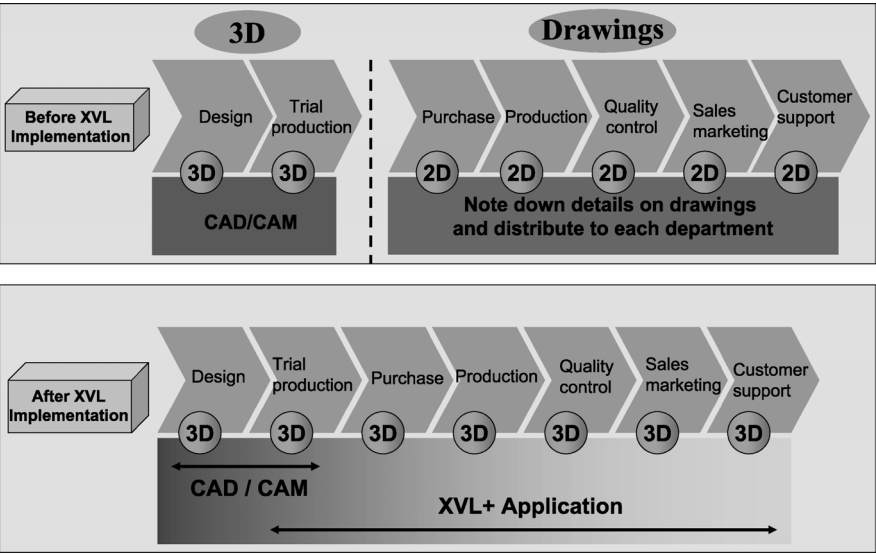 3D
Drawings
Before XVL
Implementation
Design
Trial
production
Purchase
Production
Quality
control
Sales
marketing
Customer
support
3D
3D
2D
2D
2D
2D
2D
CAD/CAM
Note down details on drawings
and distribute to each department
After XVL
Implementation
Design
Trial
production
Purchase
Production
Quality
control
Sales
marketing
Customer
support
3D
3D
3D
3D
3D
3D
3D
CAD / CAM
XVL+ Application